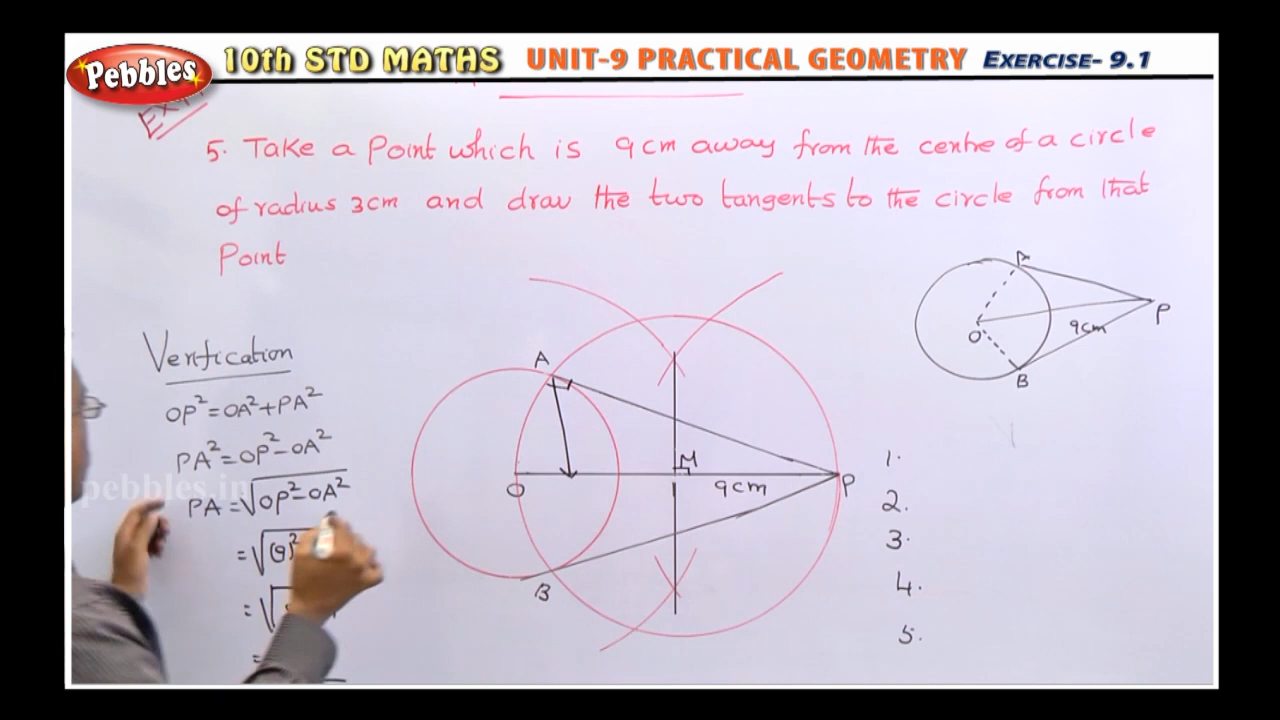 Pebbles
10th STD MATHS UNIT-9 PRACTICAL GEOMETRY EXERCISE- 9.1
5. Take a Point which is 9cm away from the centre of a circle
of radius 3cm and draw the two tangents to the circle from that
Point
Verification
OP²=OA²+PA²
PA²=OP²-OA²
PA=√OP²-OA²
pebbles.in
A
M
O
9cm
P
B
A
O
9cm
P
B
1.
2.
3.
4.
5.